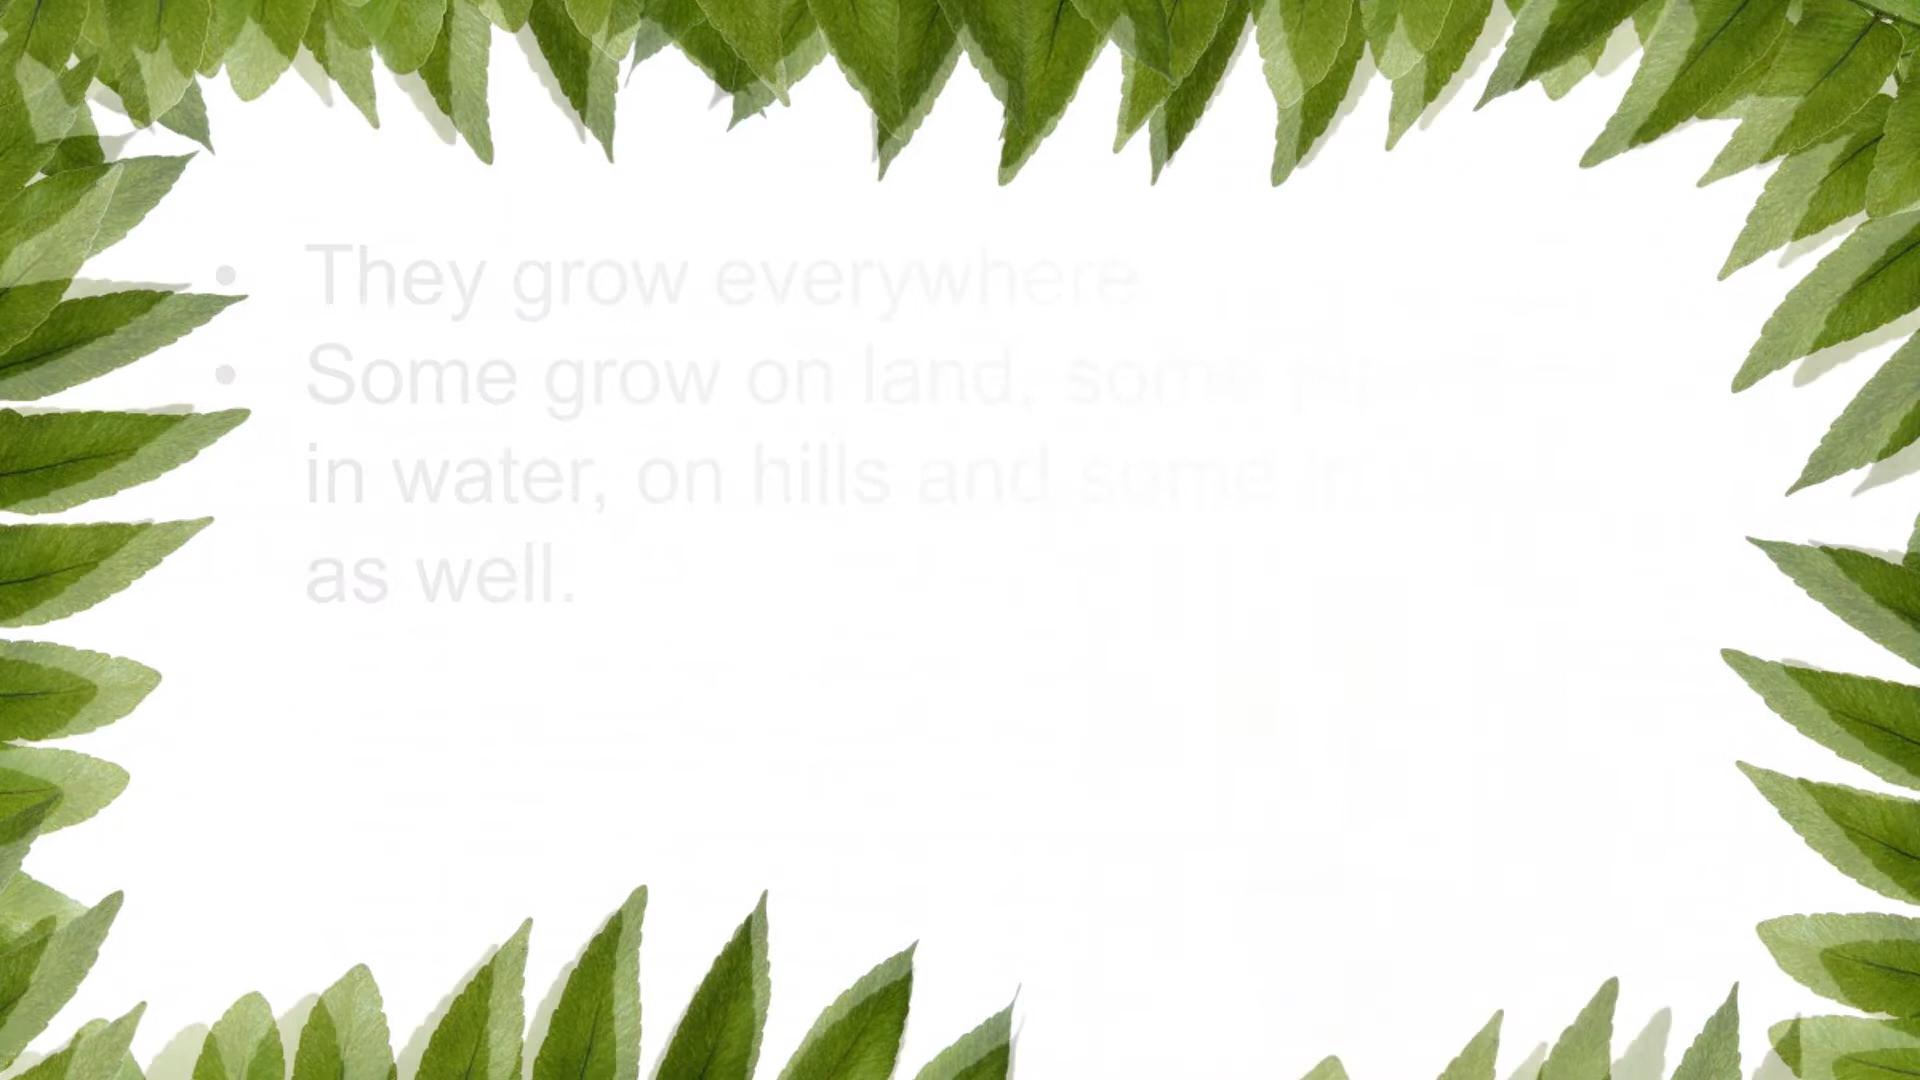 • They grow everywhere
• Some grow on land, some
in water, on hills and some in
as well.